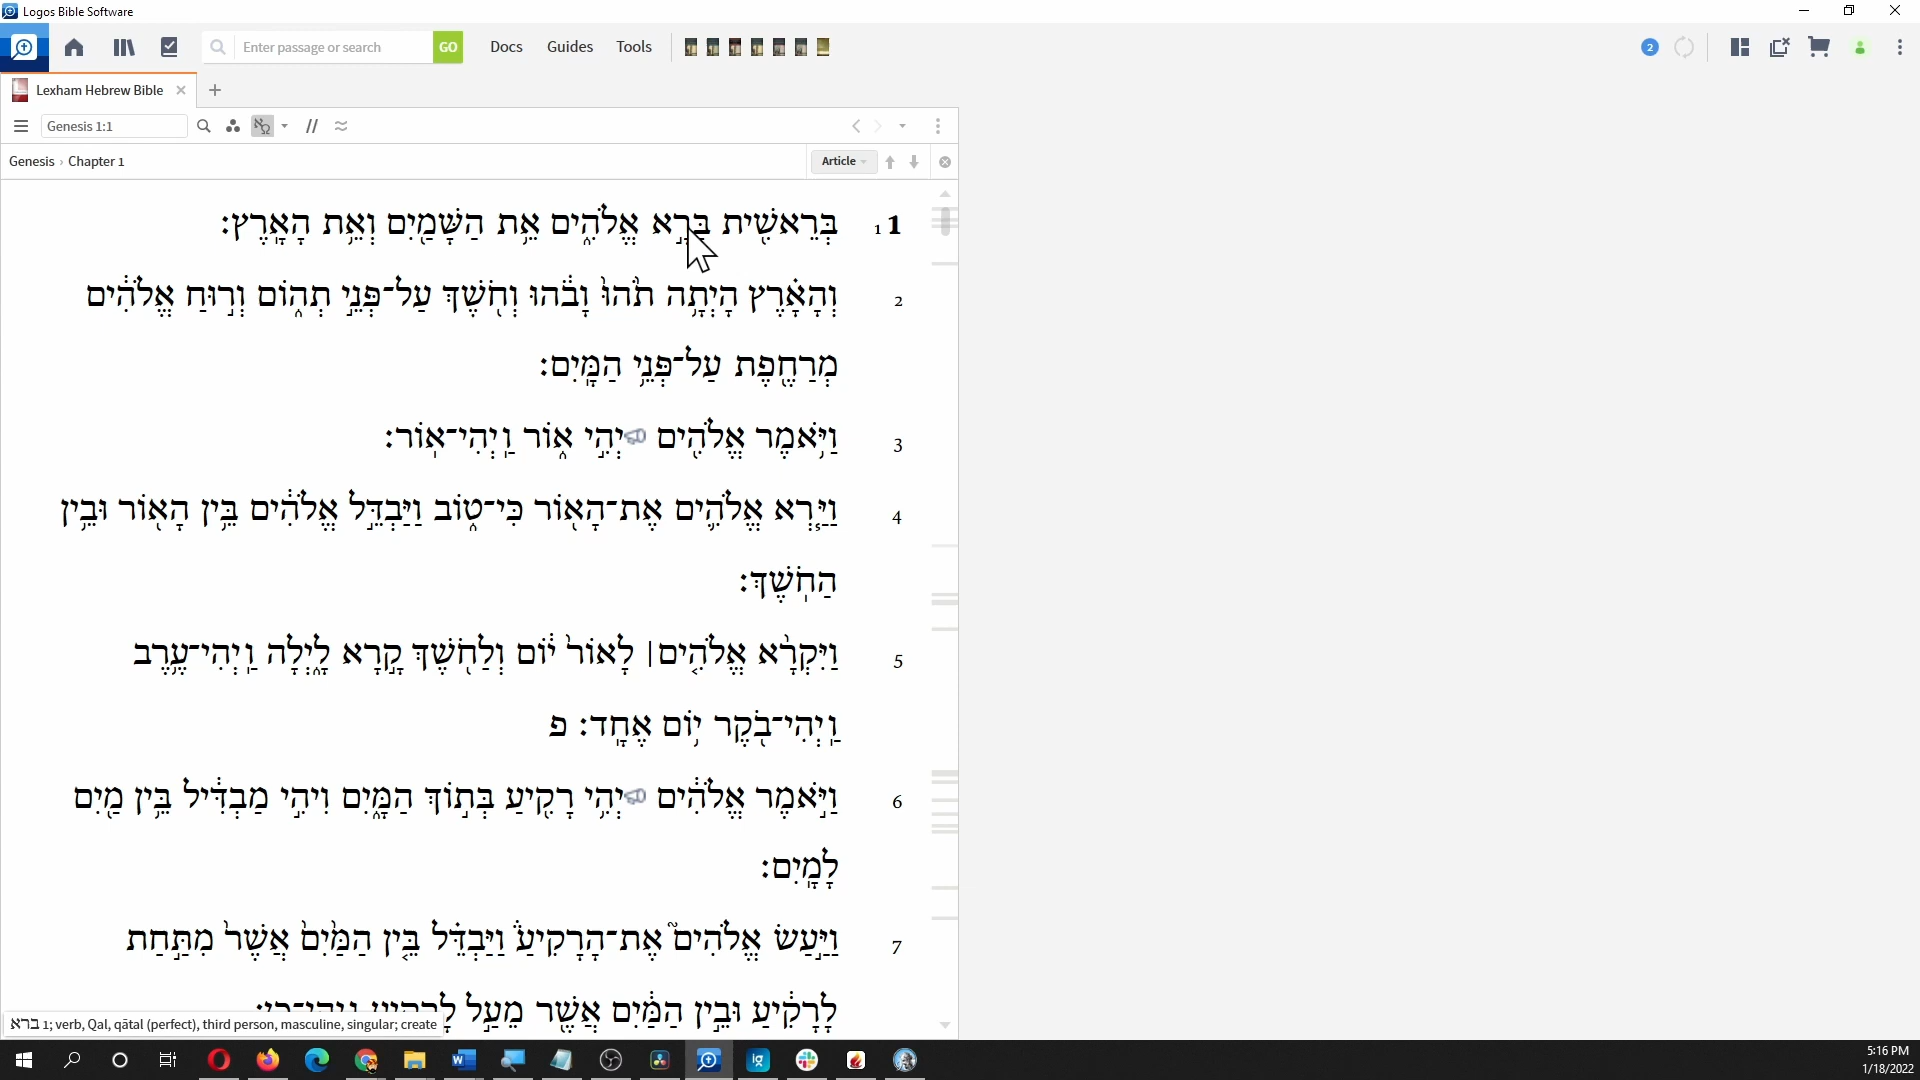 Logos Bible Software
Enter passage or search
GO
Docs
Guides
Tools
2
Lexham Hebrew Bible
Genesis 1:1
Genesis › Chapter 1
Article
1 1 בְּרֵאשִׁ֖ית בָּרָ֣א אֱלֹהִ֑ים אֵ֥ת הַשָּׁמַ֖יִם וְאֵ֥ת הָאָֽרֶץ׃
2 וְהָאָ֗רֶץ הָיְתָ֥ה תֹ֙הוּ֙ וָבֹ֔הוּ וְחֹ֖שֶׁךְ עַל־פְּנֵ֣י תְה֑וֹם וְר֣וּחַ אֱלֹהִ֔ים
מְרַחֶ֖פֶת עַל־פְּנֵ֥י הַמָּֽיִם׃
3 וַיֹּ֥אמֶר אֱלֹהִ֖ים יְהִ֣י א֑וֹר וַֽיְהִי־אֽוֹר׃
4 וַיַּ֧רְא אֱלֹהִ֛ים אֶת־הָא֖וֹר כִּי־ט֑וֹב וַיַּבְדֵּ֣ל אֱלֹהִ֔ים בֵּ֥ין הָא֖וֹר וּבֵ֥ין
הַחֹֽשֶׁךְ׃
5 וַיִּקְרָ֨א אֱלֹהִ֤ים׀ לָאוֹר֙ י֔וֹם וְלַחֹ֖שֶׁךְ קָ֣רָא לָ֑יְלָה וַֽיְהִי־עֶ֥רֶב
וַֽיְהִי־בֹ֖קֶר י֥וֹם אֶחָֽד׃ פ
6 וַיֹּ֣אמֶר אֱלֹהִ֔ים יְהִ֥י רָקִ֖יעַ בְּת֣וֹךְ הַמָּ֑יִם וִיהִ֣י מַבְדִּ֔יל בֵּ֥ין מַ֖יִם
לָמָֽיִם׃
7 וַיַּ֣עַשׂ אֱלֹהִים֮ אֶת־הָרָקִיעַ֒ וַיַּבְדֵּ֗ל בֵּ֤ין הַמַּ֙יִם֙ אֲשֶׁר֙ מִתַּ֣חַת
לָרָקִ֔יעַ וּבֵ֣ין הַמַּ֔יִם אֲשֶׁ֖ר מֵעַ֣ל
ברא 1; verb, Qal, qātal (perfect), third person, masculine, singular; create
5:16 PM
1/18/2022